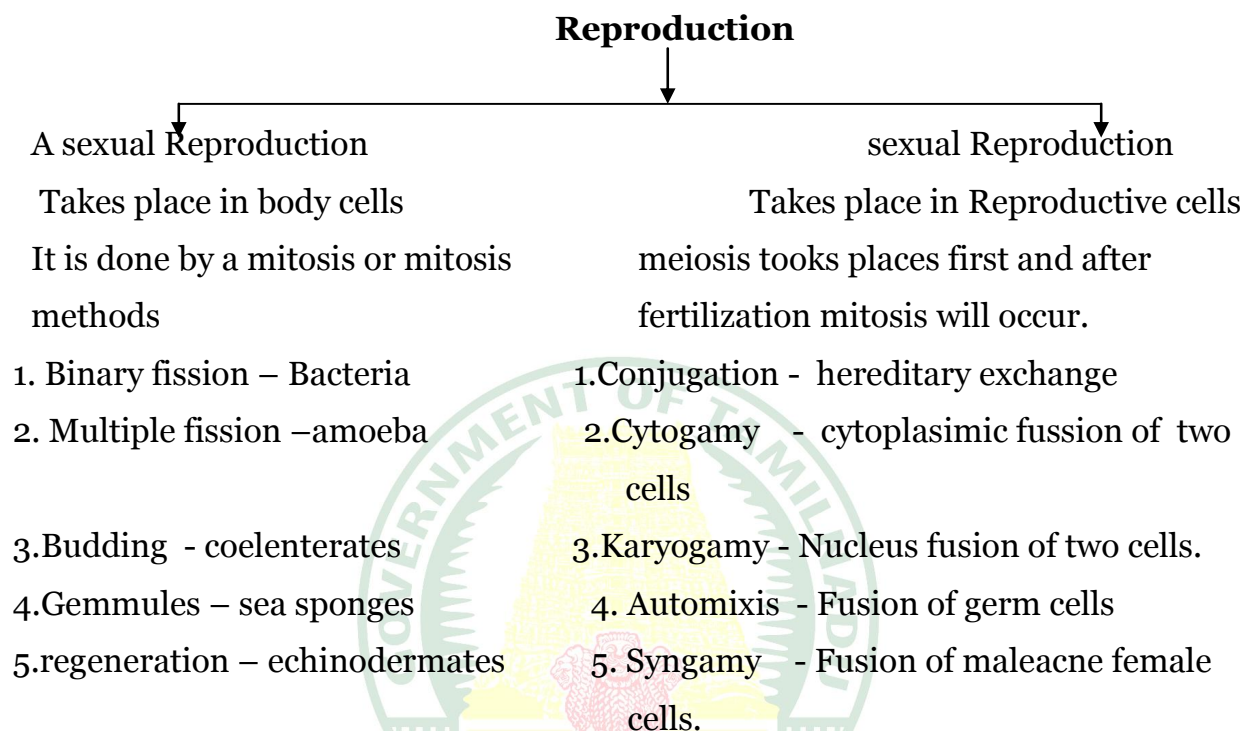 Reproduction
A sexual Reproduction
sexual Reproduction
Takes place in body cells
Takes place in Reproductive cells
It is done by a mitosis or mitosis
meiosis tooks places first and after
methods
fertilization mitosis will occur.
1. Binary fission – Bacteria
1.Conjugation - hereditary exchange
2. Multiple fission –amoeba
2.Cytogamy - cytoplasimic fussion of two
cells
3.Budding - coelenterates
3.Karyogamy - Nucleus fusion of two cells.
4.Gemmules – sea sponges
4. Automixis - Fusion of germ cells
5.regeneration – echinodermates
5. Syngamy - Fusion of maleacne female
cells.
GOVERNMENT OF TAMILNADU